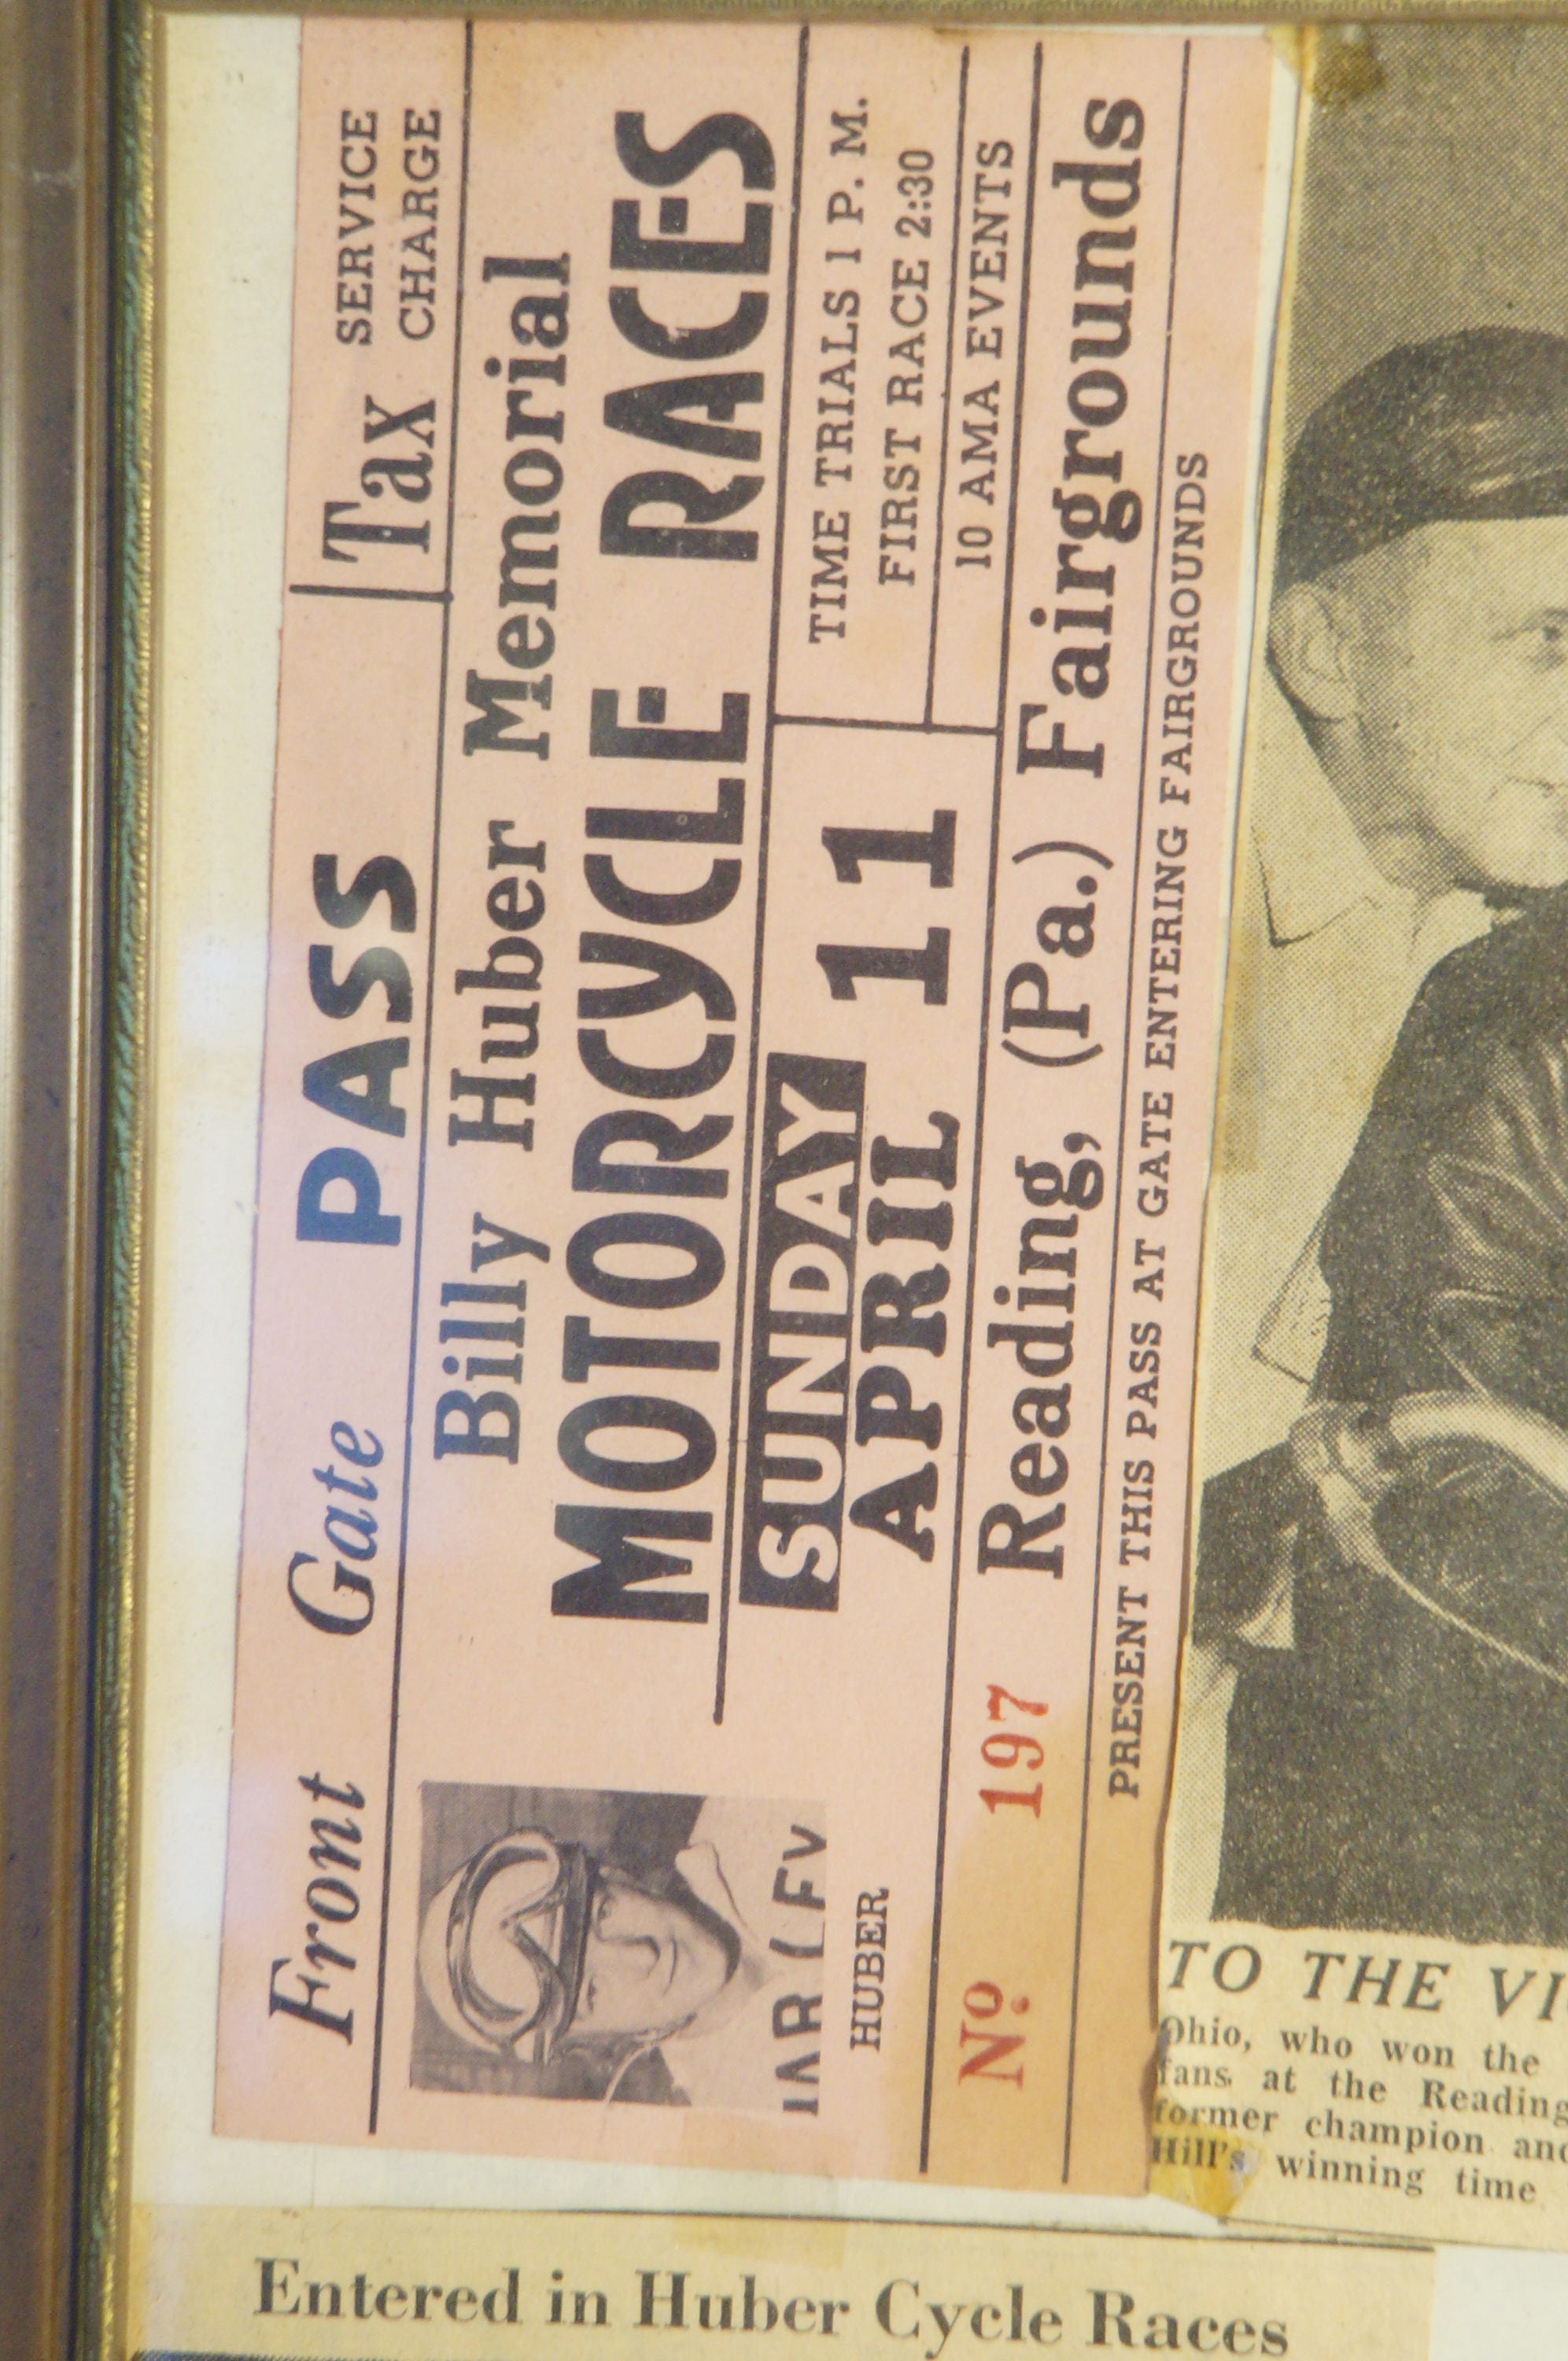 Front Gate PASS
Tax SERVICE
CHARGE
Billy Huber Memorial
MOTORCYCLE RACES
SUNDAY
APRIL 11
TIME TRIALS 1 P. M.
FIRST RACE 2:30
10 AMA EVENTS
HUBER
No. 197 Reading, (Pa.) Fairgrounds
PRESENT THIS PASS AT GATE ENTERING FAIRGROUNDS
TO THE VI
Ohio, who won the
fans at the Reading
former champion and
Hill's winning time
Entered in Huber Cycle Races